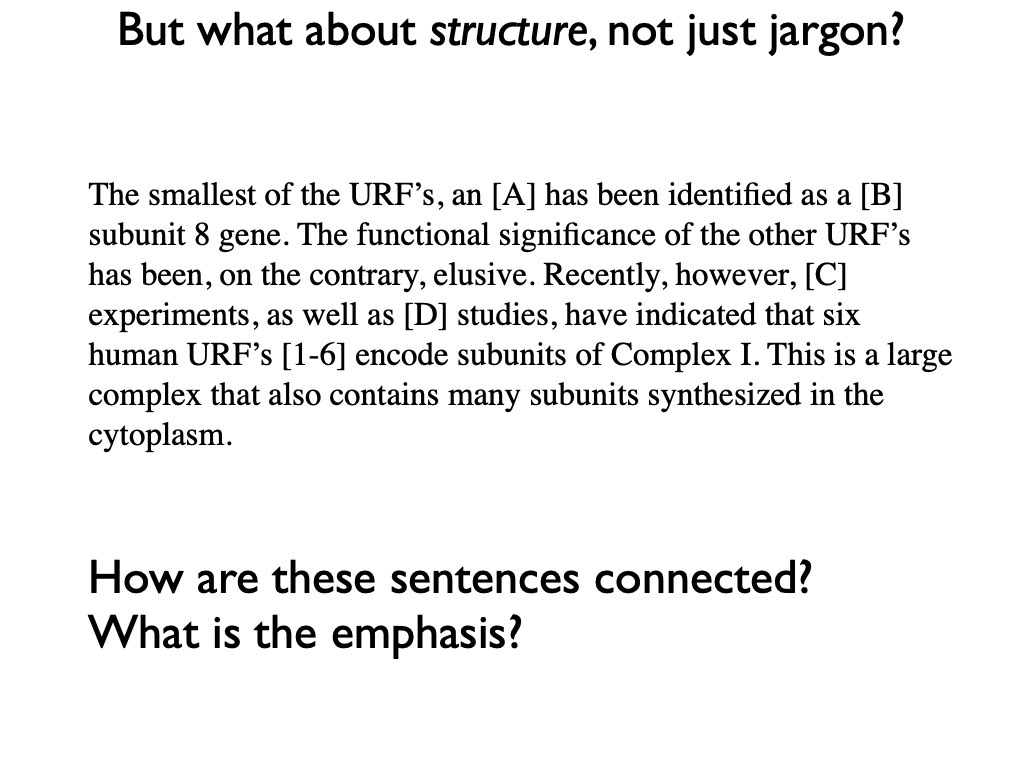 But what about structure, not just jargon?
The smallest of the URF’s, an [A] has been identified as a [B]
subunit 8 gene. The functional significance of the other URF’s
has been, on the contrary, elusive. Recently, however, [C]
experiments, as well as [D] studies, have indicated that six
human URF’s [1-6] encode subunits of Complex I. This is a large
complex that also contains many subunits synthesized in the
cytoplasm.
How are these sentences connected?
What is the emphasis?